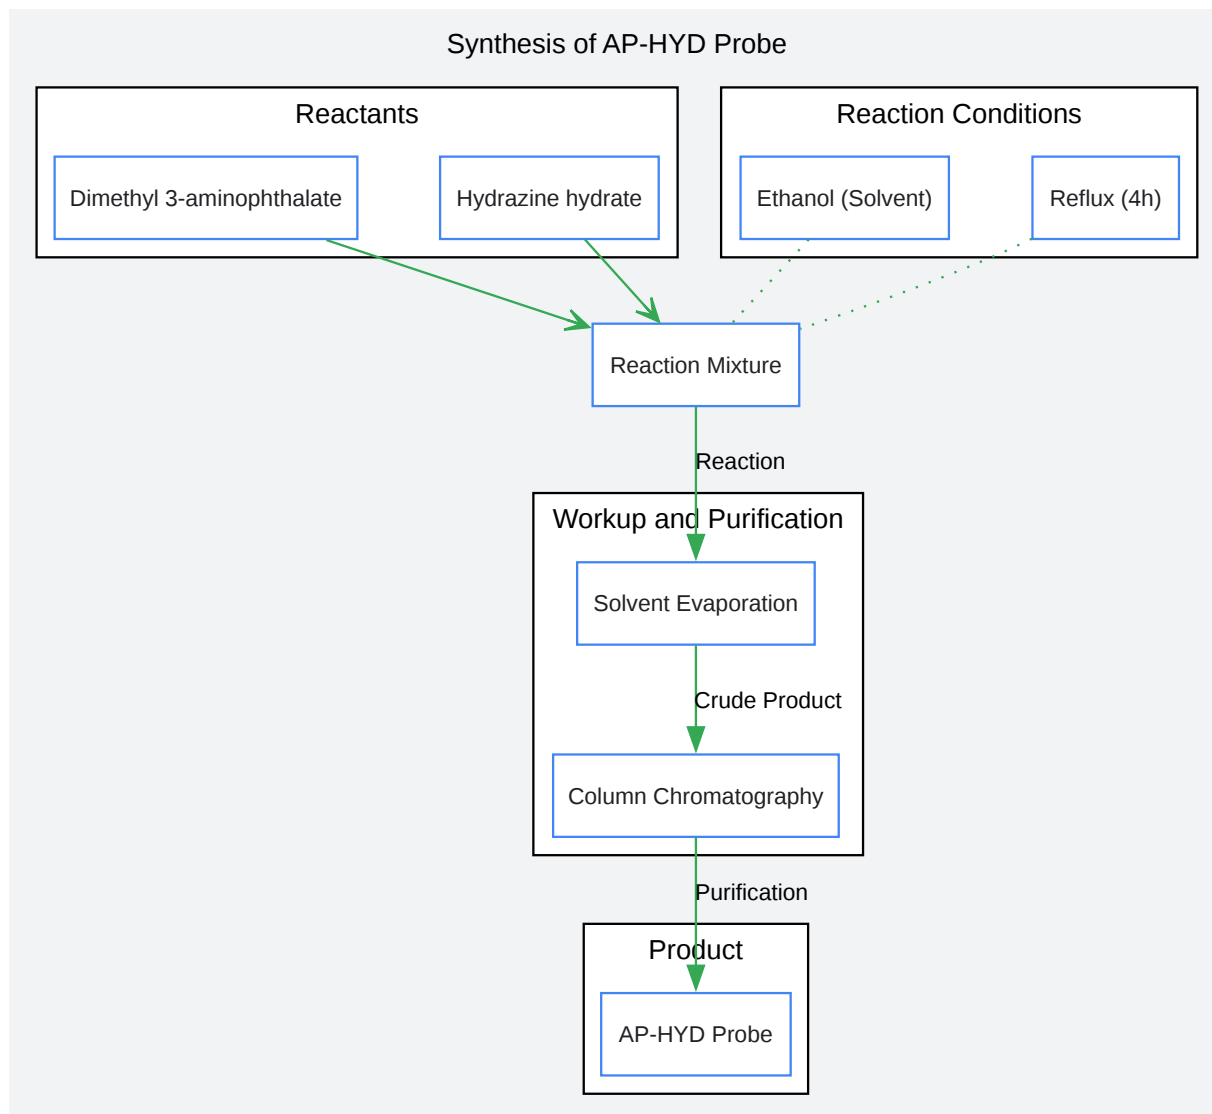 Synthesis of AP-HYD Probe
Reactants
Reaction Conditions
Dimethyl 3-aminophthalate
Hydrazine hydrate
Ethanol (Solvent)
Reflux (4h)
Reaction Mixture
Reaction
Workup and Purification
Solvent Evaporation
Crude Product
Column Chromatography
Purification
Product
AP-HYD Probe